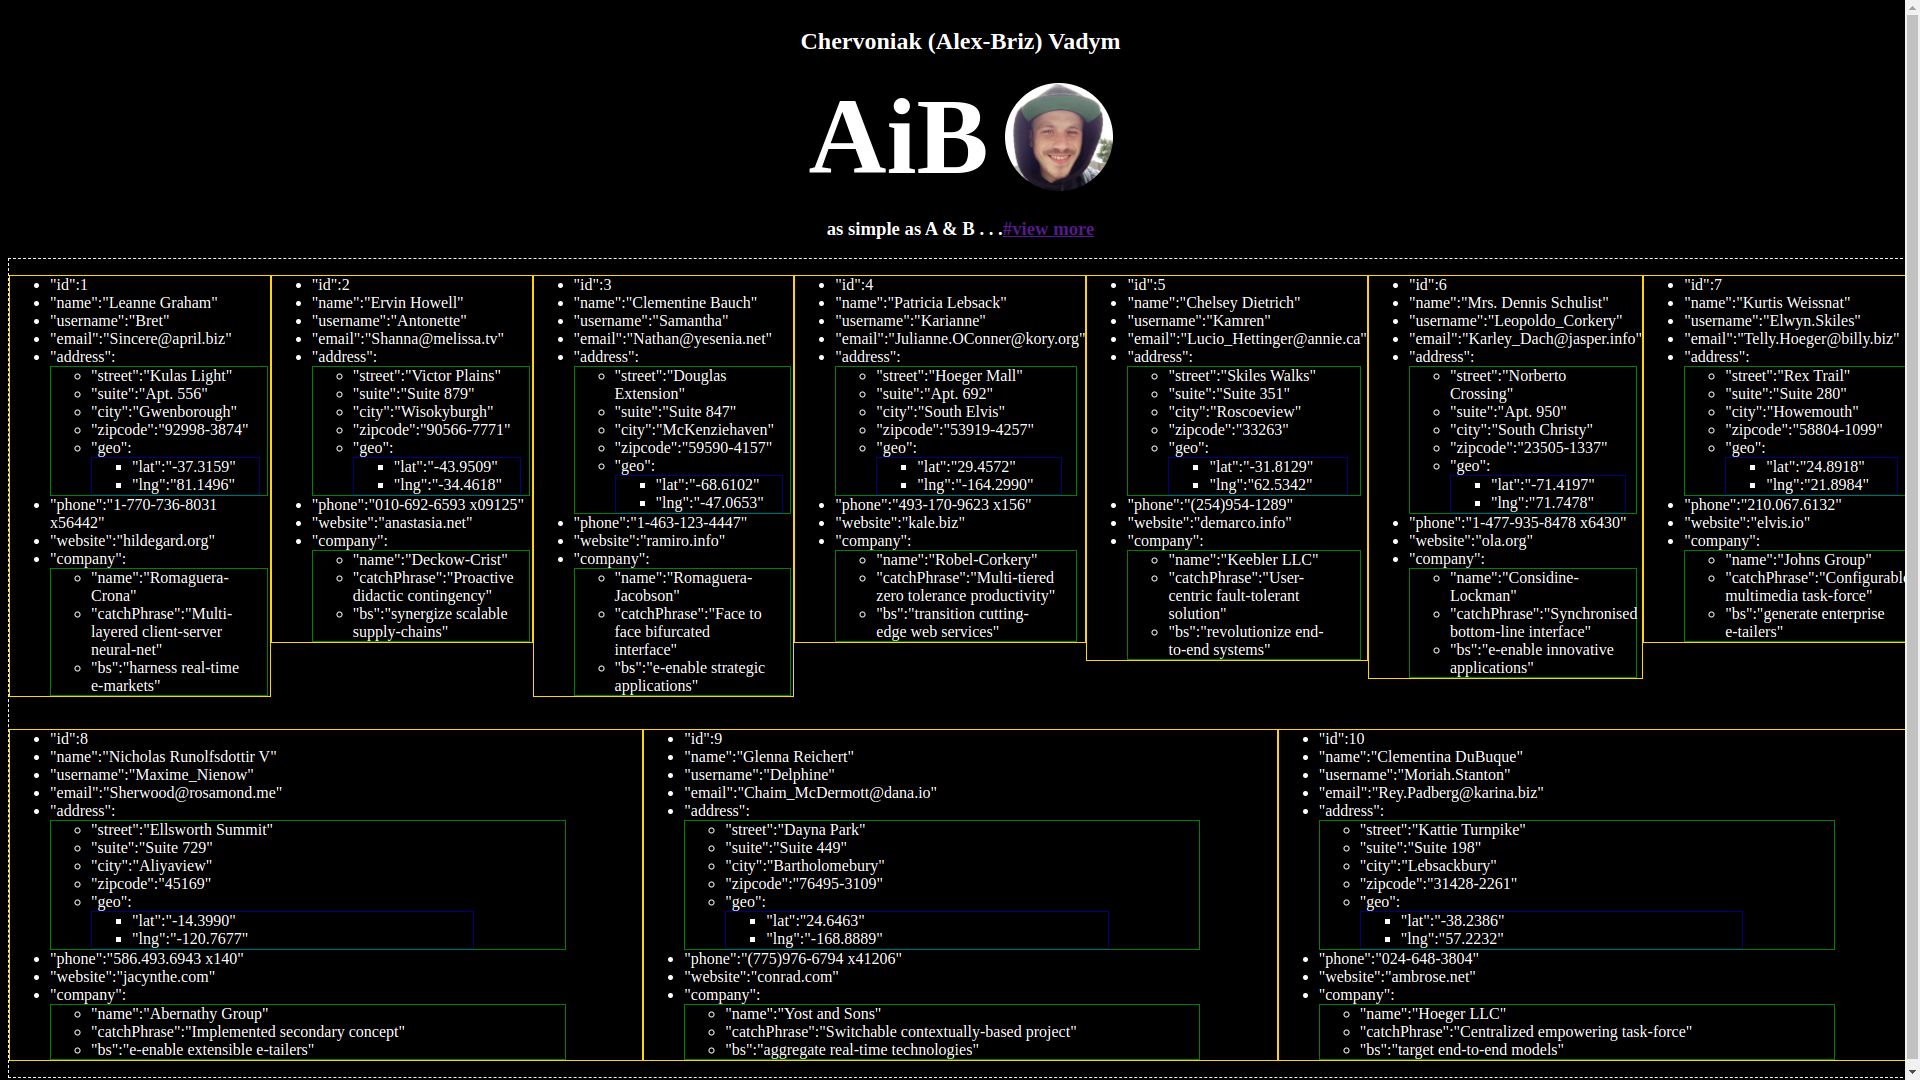 Chervoniak (Alex-Briz) Vadym
AiB
as simple as A & B . . .#view more
"id":1
"name":"Leanne Graham"
"username":"Bret"
"email":"Sincere@april.biz"
"address":
"street":"Kulas Light"
"suite":"Apt. 556"
"city":"Gwenborough"
"zipcode":"92998-3874"
"geo":
"lat":"-37.3159"
"lng":"81.1496"
"phone":"1-770-736-8031
x56442"
"website":"hildegard.org"
"company":
"name":"Romaguera-
Crona"
"catchPhrase":"Multi-
layered client-server
neural-net"
"bs":"harness real-time
e-markets"
"id":2
"name":"Ervin Howell"
"username":"Antonette"
"email":"Shanna@melissa.tv"
"address":
"street":"Victor Plains"
"suite":"Suite 879"
"city":"Wisokyburgh"
"zipcode":"90566-7771"
"geo":
"lat":"-43.9509"
"lng":"-34.4618"
"phone":"010-692-6593 x09125"
"website":"anastasia.net"
"company":
"name":"Deckow-Crist"
"catchPhrase":"Proactive
didactic contingency"
"bs":"synergize scalable
supply-chains"
"id":3
"name":"Clementine Bauch"
"username":"Samantha"
"email":"Nathan@yesenia.net"
"address":
"street":"Douglas
Extension"
"suite":"Suite 847"
"city":"McKenziehaven"
"zipcode":"59590-4157"
"geo":
"lat":"-68.6102"
"lng":"-47.0653"
"phone":"1-463-123-4447"
"website":"ramiro.info"
"company":
"name":"Romaguera-
Jacobson"
"catchPhrase":"Face to
face bifurcated
interface"
"bs":"e-enable strategic
applications"
"id":4
"name":"Patricia Lebsack"
"username":"Karianne"
"email":"Julianne.OConner@kory.org"
"address":
"street":"Hoeger Mall"
"suite":"Apt. 692"
"city":"South Elvis"
"zipcode":"53919-4257"
"geo":
"lat":"29.4572"
"lng":"-164.2990"
"phone":"493-170-9623 x156"
"website":"kale.biz"
"company":
"name":"Robel-Corkery"
"catchPhrase":"Multi-tiered
zero tolerance productivity"
"bs":"transition cutting-
edge web services"
"id":5
"name":"Chelsey Dietrich"
"username":"Kamren"
"email":"Lucio_Hettinger@annie.ca"
"address":
"street":"Skiles Walks"
"suite":"Suite 351"
"city":"Roscoeview"
"zipcode":"33263"
"geo":
"lat":"-31.8129"
"lng":"62.5342"
"phone":"(254)954-1289"
"website":"demarco.info"
"company":
"name":"Keebler LLC"
"catchPhrase":"User-
centric fault-tolerant
solution"
"bs":"revolutionize end-
to-end systems"
"id":6
"name":"Mrs. Dennis Schulist"
"username":"Leopoldo_Corkery"
"email":"Karley_Dach@jasper.info"
"address":
"street":"Norberto
Crossing"
"suite":"Apt. 950"
"city":"South Christy"
"zipcode":"23505-1337"
"geo":
"lat":"-71.4197"
"lng":"71.7478"
"phone":"1-477-935-8478 x6430"
"website":"ola.org"
"company":
"name":"Considine-
Lockman"
"catchPhrase":"Synchronised
bottom-line interface"
"bs":"e-enable innovative
applications"
"id":7
"name":"Kurtis Weissnat"
"username":"Elwyn.Skiles"
"email":"Telly.Hoeger@billy.biz"
"address":
"street":"Rex Trail"
"suite":"Suite 280"
"city":"Howemouth"
"zipcode":"58804-1099"
"geo":
"lat":"24.8918"
"lng":"21.8984"
"phone":"210.067.6132"
"website":"elvis.io"
"company":
"name":"Johns Group"
"catchPhrase":"Configurable
multimedia task-force"
"bs":"generate enterprise
e-tailers"
"id":8
"name":"Nicholas Runolfsdottir V"
"username":"Maxime_Nienow"
"email":"Sherwood@rosamond.me"
"address":
"street":"Ellsworth Summit"
"suite":"Suite 729"
"city":"Aliyaview"
"zipcode":"45169"
"geo":
"lat":"-14.3990"
"lng":"-120.7677"
"phone":"586.493.6943 x140"
"website":"jacynthe.com"
"company":
"name":"Abernathy Group"
"catchPhrase":"Implemented secondary concept"
"bs":"e-enable extensible e-tailers"
"id":9
"name":"Glenna Reichert"
"username":"Delphine"
"email":"Chaim_McDermott@dana.io"
"address":
"street":"Dayna Park"
"suite":"Suite 449"
"city":"Bartholomebury"
"zipcode":"76495-3109"
"geo":
"lat":"24.6463"
"lng":"-168.8889"
"phone":"(775)976-6794 x41206"
"website":"conrad.com"
"company":
"name":"Yost and Sons"
"catchPhrase":"Switchable contextually-based project"
"bs":"aggregate real-time technologies"
"id":10
"name":"Clementina DuBuque"
"username":"Moriah.Stanton"
"email":"Rey.Padberg@karina.biz"
"address":
"street":"Kattie Turnpike"
"suite":"Suite 198"
"city":"Lebsackbury"
"zipcode":"31428-2261"
"geo":
"lat":"-38.2386"
"lng":"57.2232"
"phone":"024-648-3804"
"website":"ambrose.net"
"company":
"name":"Hoeger LLC"
"catchPhrase":"Centralized empowering task-force"
"bs":"target end-to-end models"